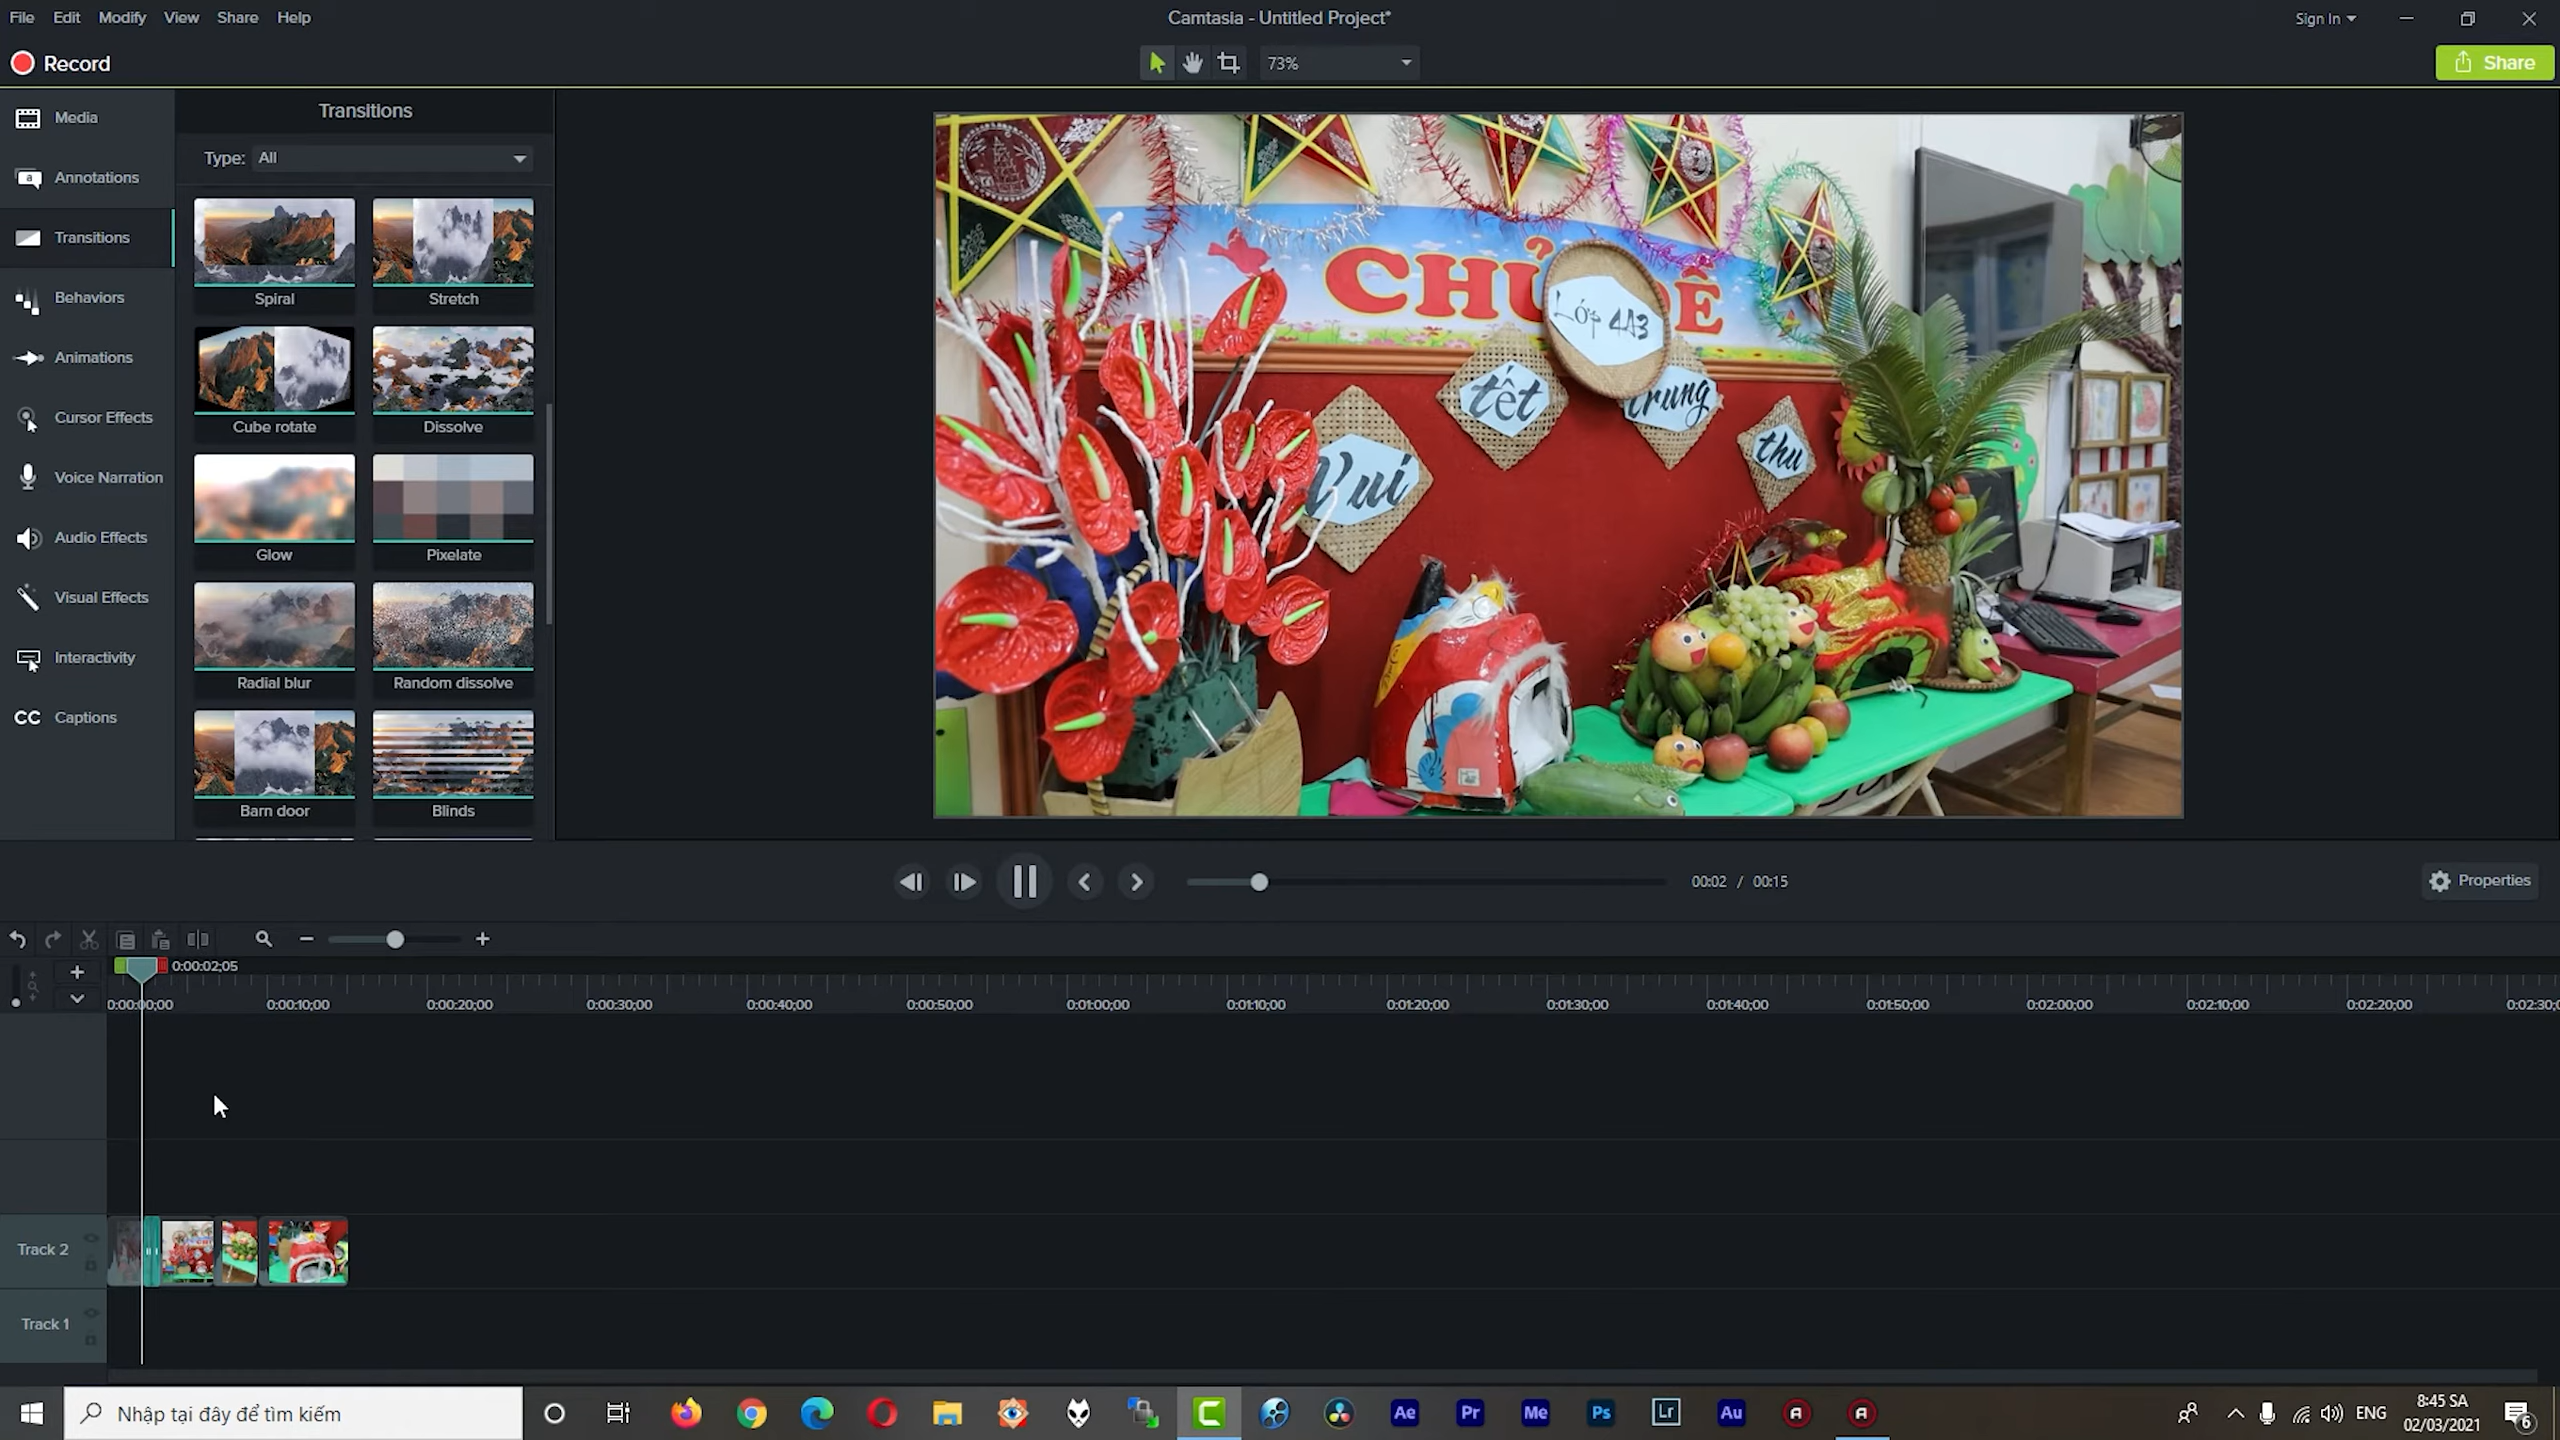 File Edit Modify View Share Help
Camtasia - Untitled Project*
Sign In
Record
73%
Share
Media
Annotations
Transitions
Behaviors
Animations
Cursor Effects
Voice Narration
Audio Effects
Visual Effects
Interactivity
CC Captions
Transitions
Type: All
Spiral Stretch
Cube rotate Dissolve
Glow Pixelate
Radial blur Random dissolve
Barn door Blinds
CHỦ ĐỀ
Lớp 4A3
Vui tết trung thu
00:02 / 00:15
Properties
0:00:02;05
0:00:00;00 0:00:10;00 0:00:20;00 0:00:30;00 0:00:40;00 0:00:50;00 0:01:00;00 0:01:10;00 0:01:20;00 0:01:30;00 0:01:40;00 0:01:50;00 0:02:00;00 0:02:10;00 0:02:20;00 0:02:30;0
Track 2
Track 1
Nhập tại đây để tìm kiếm
Ae Pr Me Ps Lr Au
ENG
8:45 SA
02/03/2021
6